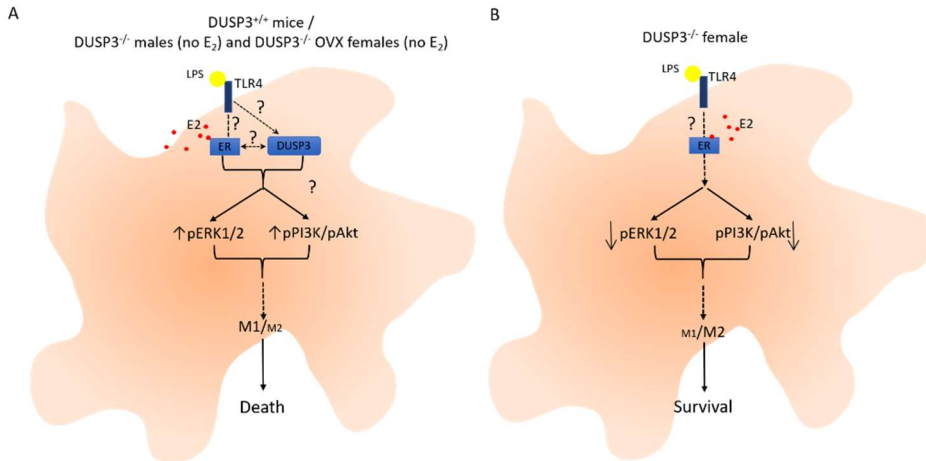 A
DUSP3+/+ mice /
DUSP3-/- males (no E2) and DUSP3-/- OVX females (no E2)
LPS
TLR4
?
?
E2
?
ER
DUSP3
?
↑pERK1/2
↑pPI3K/pAkt
M1/M2
Death
B
DUSP3-/- female
LPS
TLR4
?
E2
ER
↓pERK1/2
pPI3K/pAkt↓
M1/M2
Survival